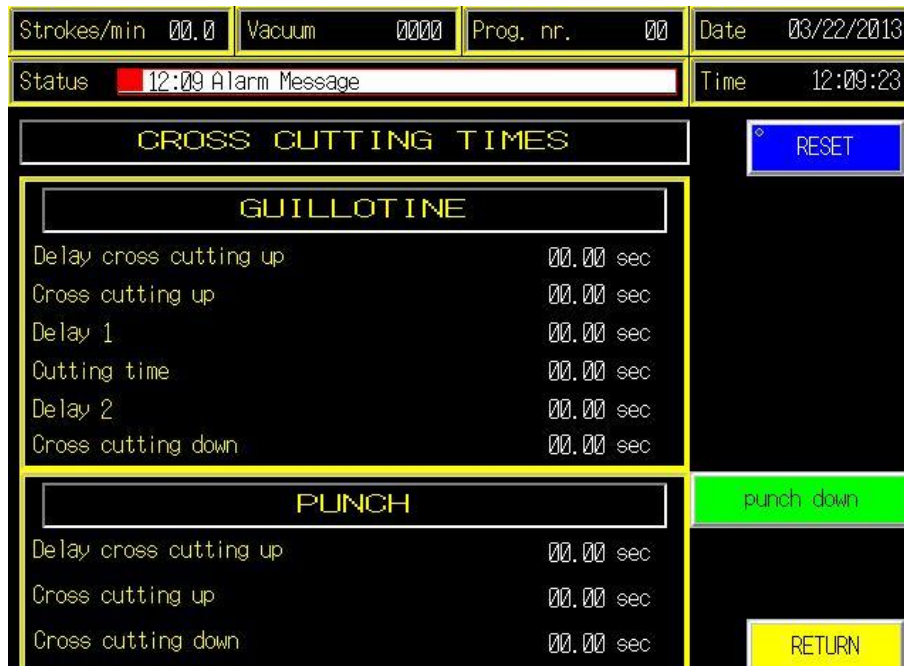 Strokes/min 00.0 Vacuum 0000 Prog. nr. 00 Date 03/22/2013
Status 12:09 Alarm Message Time 12:09:23
CROSS CUTTING TIMES
RESET
GUILLOTINE
Delay cross cutting up 00.00 sec
Cross cutting up 00.00 sec
Delay 1 00.00 sec
Cutting time 00.00 sec
Delay 2 00.00 sec
Cross cutting down 00.00 sec
PUNCH
punch down
Delay cross cutting up 00.00 sec
Cross cutting up 00.00 sec
Cross cutting down 00.00 sec
RETURN